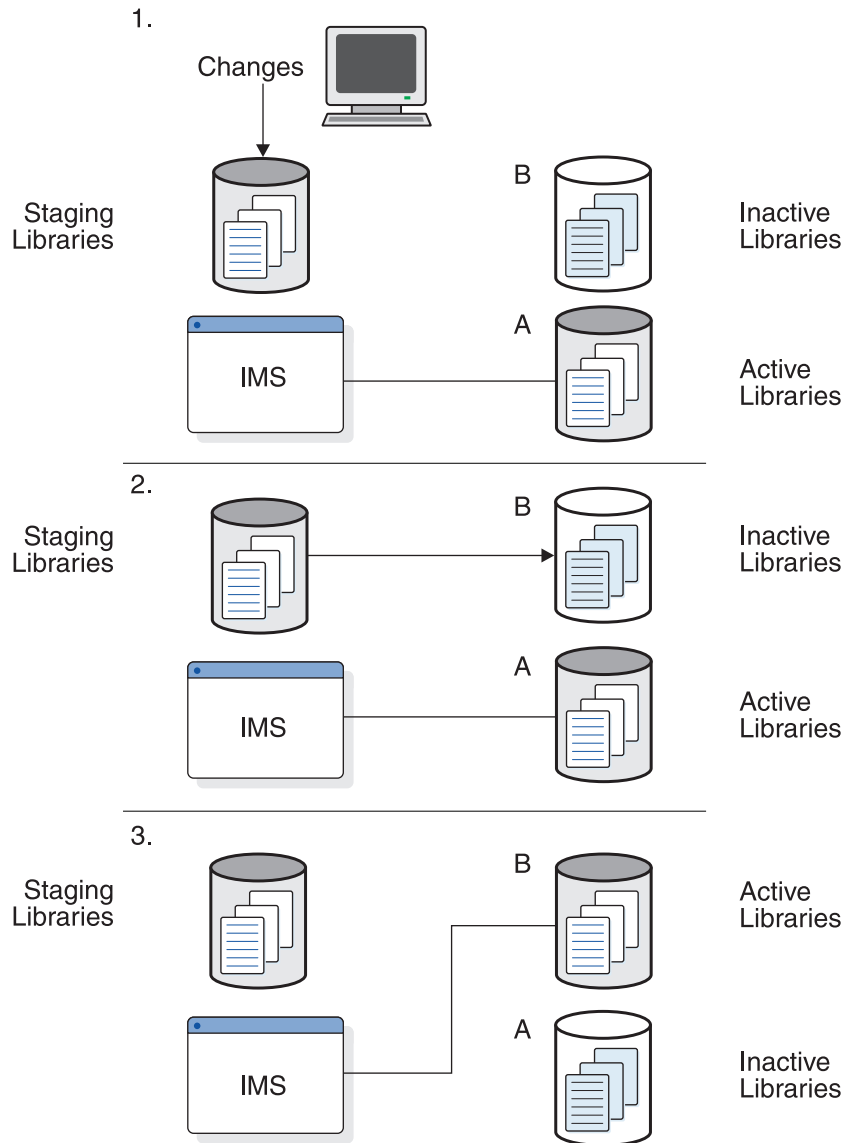 1.
Changes
Staging
Libraries
B
Inactive
Libraries
IMS
A
Active
Libraries
2.
Staging
Libraries
B
Inactive
Libraries
IMS
A
Active
Libraries
3.
Staging
Libraries
B
Active
Libraries
IMS
A
Inactive
Libraries